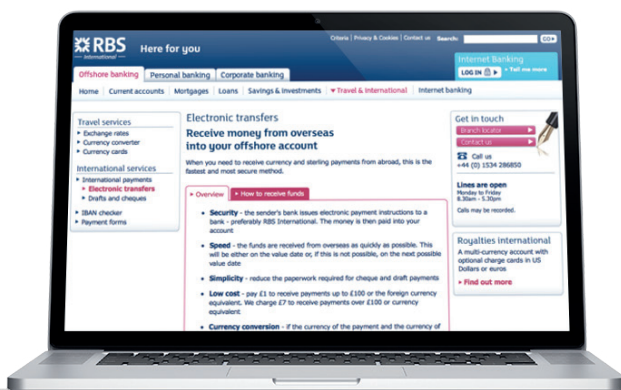 Criteria | Privacy & Cookies | Contact us Search: GO
RBS Here for you
International
Internet Banking
LOG IN Tell me more
Offshore banking Personal banking Corporate banking
Home Current accounts Mortgages Loans Savings & Investments Travel & International Internet banking
Travel services
Exchange rates
Currency converter
Currency cards
International services
International payments
Electronic transfers
Drafts and cheques
IBAN checker
Payment forms
Electronic transfers
Receive money from overseas
into your offshore account
When you need to receive currency and sterling payments from abroad, this is the
fastest and most secure method.
Overview How to receive funds
• Security - the sender's bank issues electronic payment instructions to a
bank - preferably RBS International. The money is then paid into your
account
• Speed - the funds are received from overseas as quickly as possible. This
will be either on the value date or, if this is not possible, on the next possible
value date
• Simplicity - reduce the paperwork required for cheque and draft payments
• Low cost - pay £1 to receive payments up to £100 or the foreign currency
equivalent. We charge £7 to receive payments over £100 or currency
equivalent
• Currency conversion - if the currency of the payment and the currency of
Get in touch
Branch locator
Contact us
Call us
+44 (0) 1534 286850
Lines are open
Monday to Friday
8.30am - 5.30pm.
Calls may be recorded.
Royalties international
A multi-currency account with
optional charge cards in US
Dollars or euros
Find out more